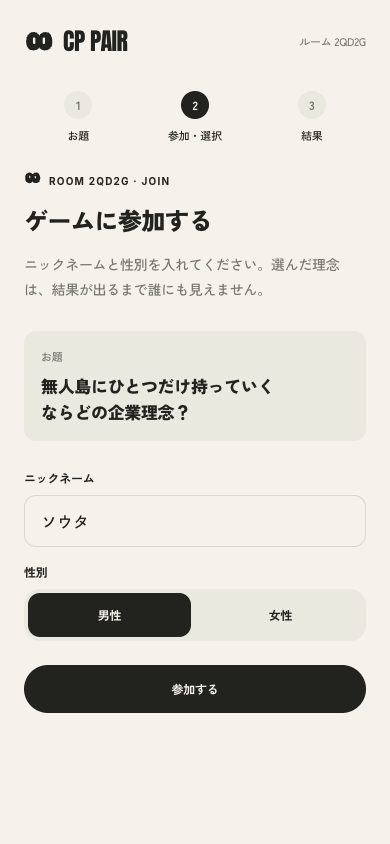 CP PAIR
ルーム 2QD2G
1
2
3
お題
参加・選択
結果
ROOM 2QD2G · JOIN
ゲームに参加する
ニックネームと性別を入れてください。選んだ理念
は、結果が出るまで誰にも見えません。
お題
無人島にひとつだけ持っていく
ならどの企業理念？
ニックネーム
ソウタ
性別
男性
女性
参加する